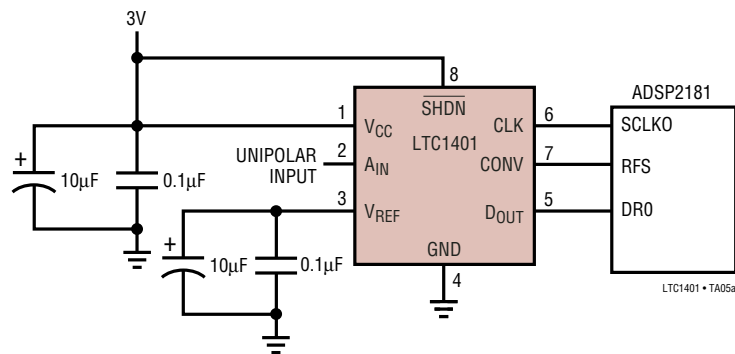 3V
8
ADSP2181
1
SHDN
6
VCC
CLK
SCLK0
LTC1401
+
10µF
0.1µF
UNIPOLAR
INPUT
2
AIN
CONV
7
RFS
3
VREF
DOUT
5
DR0
+
10µF
0.1µF
GND
4
LTC1401 • TA05a